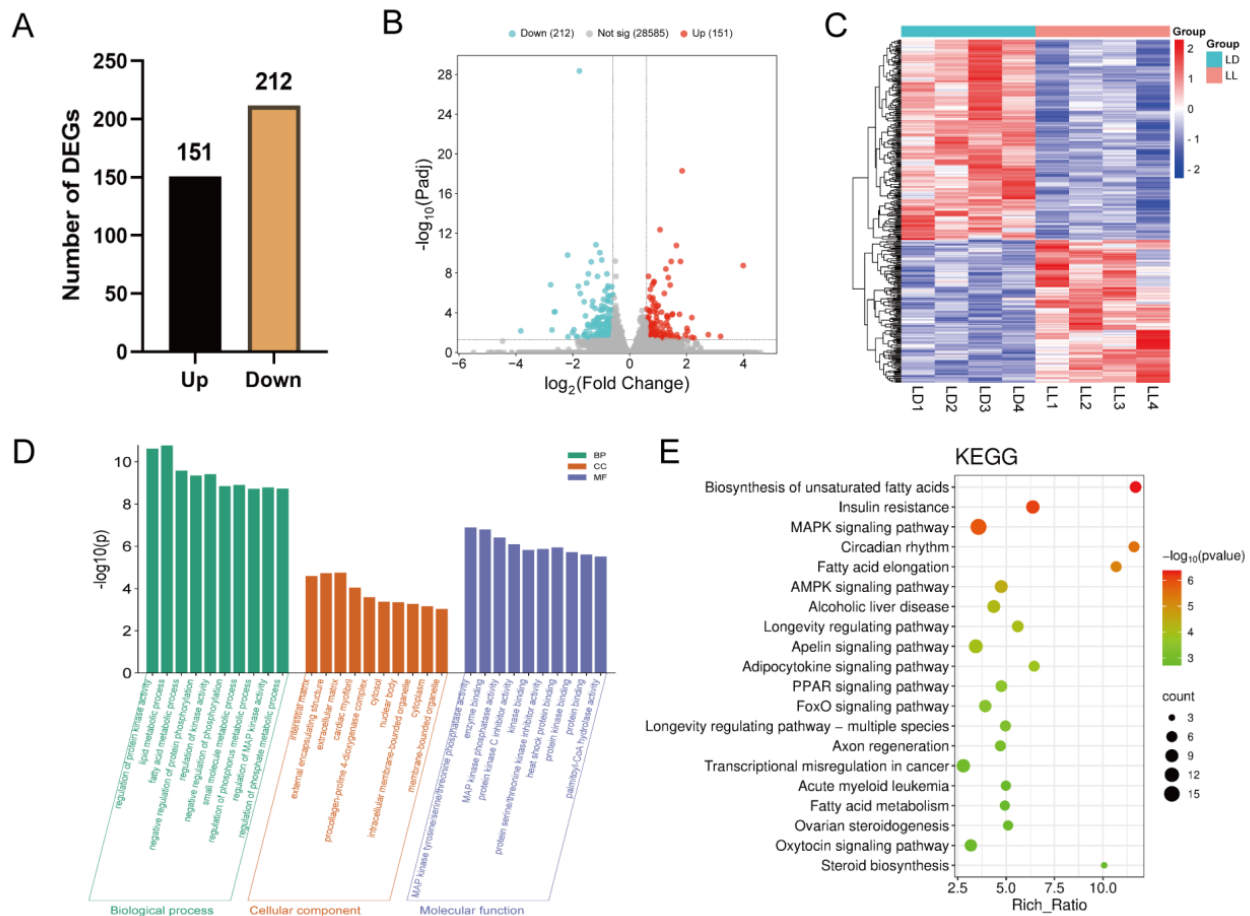 A
Number of DEGs
250
200
150
100
50
0
151
212
Up
Down
B
Down (212)
Not sig (28585)
Up (151)
-log10(Padj)
28
24
20
16
12
8
4
0
−6
−4
−2
0
2
4
log2(Fold Change)
C
Group
2
1
0
- 1
- 2
Group
LD
LL
LD1
LD2
LD3
LD4
LL1
LL2
LL3
LL4
D
BP
CC
MF
-log10(p)
10
8
6
4
2
0
regulation of protein kinase activity
lipid metabolic process
fatty acid metabolic process
negative regulation of protein phosphorylation
regulation of kinase activity
negative regulation of phosphorylation
small molecule metabolic process
regulation of phosphorus metabolic process
regulation of MAP kinase activity
regulation of phosphate metabolic process
interstitial matrix
external encapsulating structure
extracellular matrix
cardiac myofibril
procollagen-proline 4-dioxygenase complex
cytosol
nuclear body
intracellular membrane-bounded organelle
cytoplasm
membrane-bounded organelle
MAP kinase tyrosine/serine/threonine phosphatase activity
enzyme binding
MAP kinase phosphatase activity
protein kinase C inhibitor activity
kinase binding
protein serine/threonine kinase inhibitor activity
heat shock protein binding
protein kinase binding
protein binding
palmitoyl-CoA hydrolase activity
Biological process
Cellular component
Molecular function
E
KEGG
Biosynthesis of unsaturated fatty acids
Insulin resistance
MAPK signaling pathway
Circadian rhythm
Fatty acid elongation
AMPK signaling pathway
Alcoholic liver disease
Longevity regulating pathway
Apelin signaling pathway
Adipocytokine signaling pathway
PPAR signaling pathway
FoxO signaling pathway
Longevity regulating pathway − multiple species
Axon regeneration
Transcriptional misregulation in cancer
Acute myeloid leukemia
Fatty acid metabolism
Ovarian steroidogenesis
Oxytocin signaling pathway
Steroid biosynthesis
2.5
5.0
7.5
10.0
Rich_Ratio
−log10(pvalue)
6
5
4
3
count
3
6
9
12
15